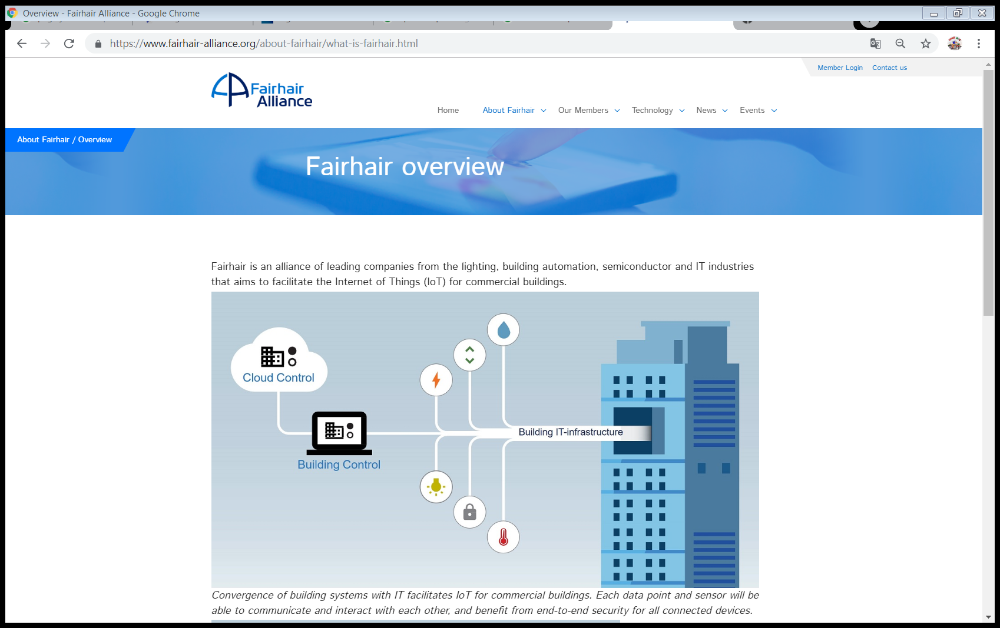 Overview - Fairhair Alliance - Google Chrome
https://www.fairhair-alliance.org/about-fairhair/what-is-fairhair.html
Member Login Contact us
Fairhair
Alliance
Home About Fairhair Our Members Technology News Events
About Fairhair / Overview
Fairhair overview
Fairhair is an alliance of leading companies from the lighting, building automation, semiconductor and IT industries
that aims to facilitate the Internet of Things (IoT) for commercial buildings.
Cloud Control
Building IT-infrastructure
Building Control
Convergence of building systems with IT facilitates IoT for commercial buildings. Each data point and sensor will be
able to communicate and interact with each other, and benefit from end-to-end security for all connected devices.